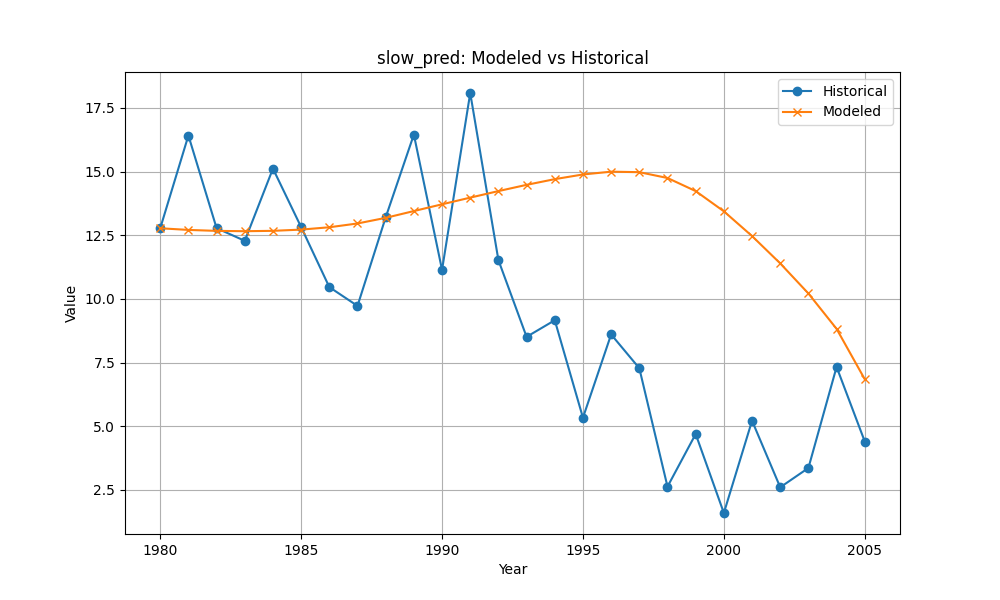 slow_pred: Modeled vs Historical
Historical
Modeled
Value
17.5
15.0
12.5
10.0
7.5
5.0
2.5
1980 1985 1990 1995 2000 2005
Year